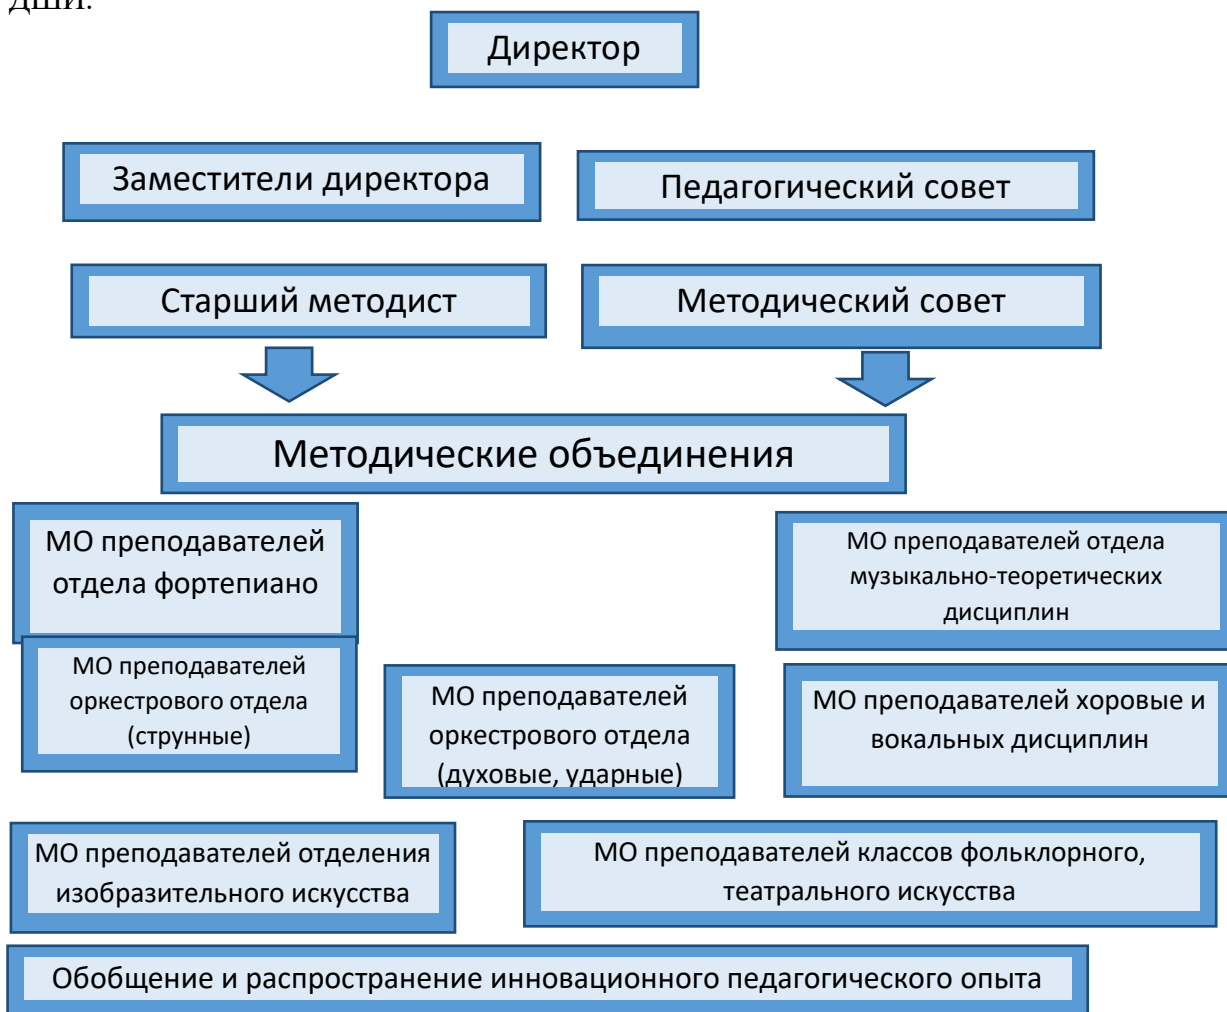 ДШИ.
Директор
Заместители директора
Педагогический совет
Старший методист
Методический совет
Методические объединения
МО преподавателей
отдела фортепиано
МО преподавателей отдела
музыкально-теоретических
дисциплин
МО преподавателей
оркестрового отдела
(струнные)
МО преподавателей
оркестрового отдела
(духовые, ударные)
МО преподавателей хоровые и
вокальных дисциплин
МО преподавателей отделения
изобразительного искусства
МО преподавателей классов фольклорного,
театрального искусства
Обобщение и распространение инновационного педагогического опыта